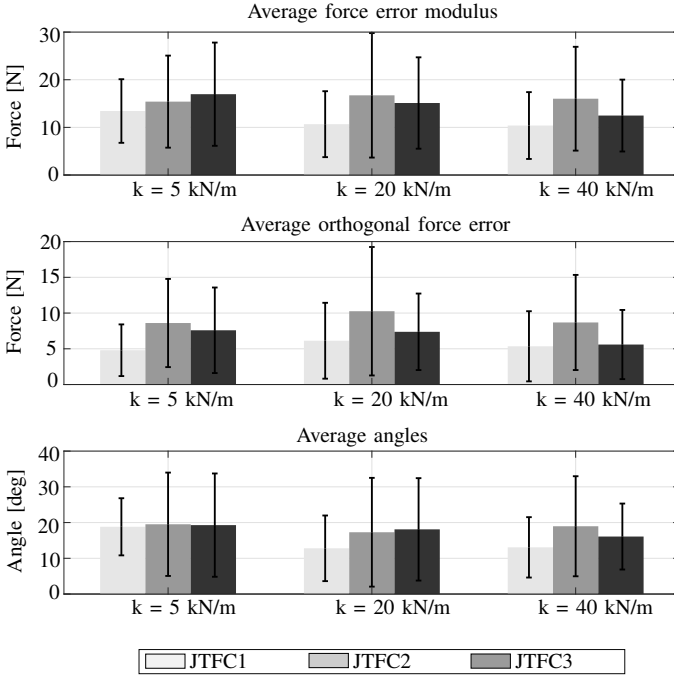 Average force error modulus
Force [N]
30
20
10
0
k = 5 kN/m
k = 20 kN/m
k = 40 kN/m
Average orthogonal force error
Force [N]
20
15
10
5
0
k = 5 kN/m
k = 20 kN/m
k = 40 kN/m
Average angles
Angle [deg]
40
30
20
10
0
k = 5 kN/m
k = 20 kN/m
k = 40 kN/m
JTFC1
JTFC2
JTFC3